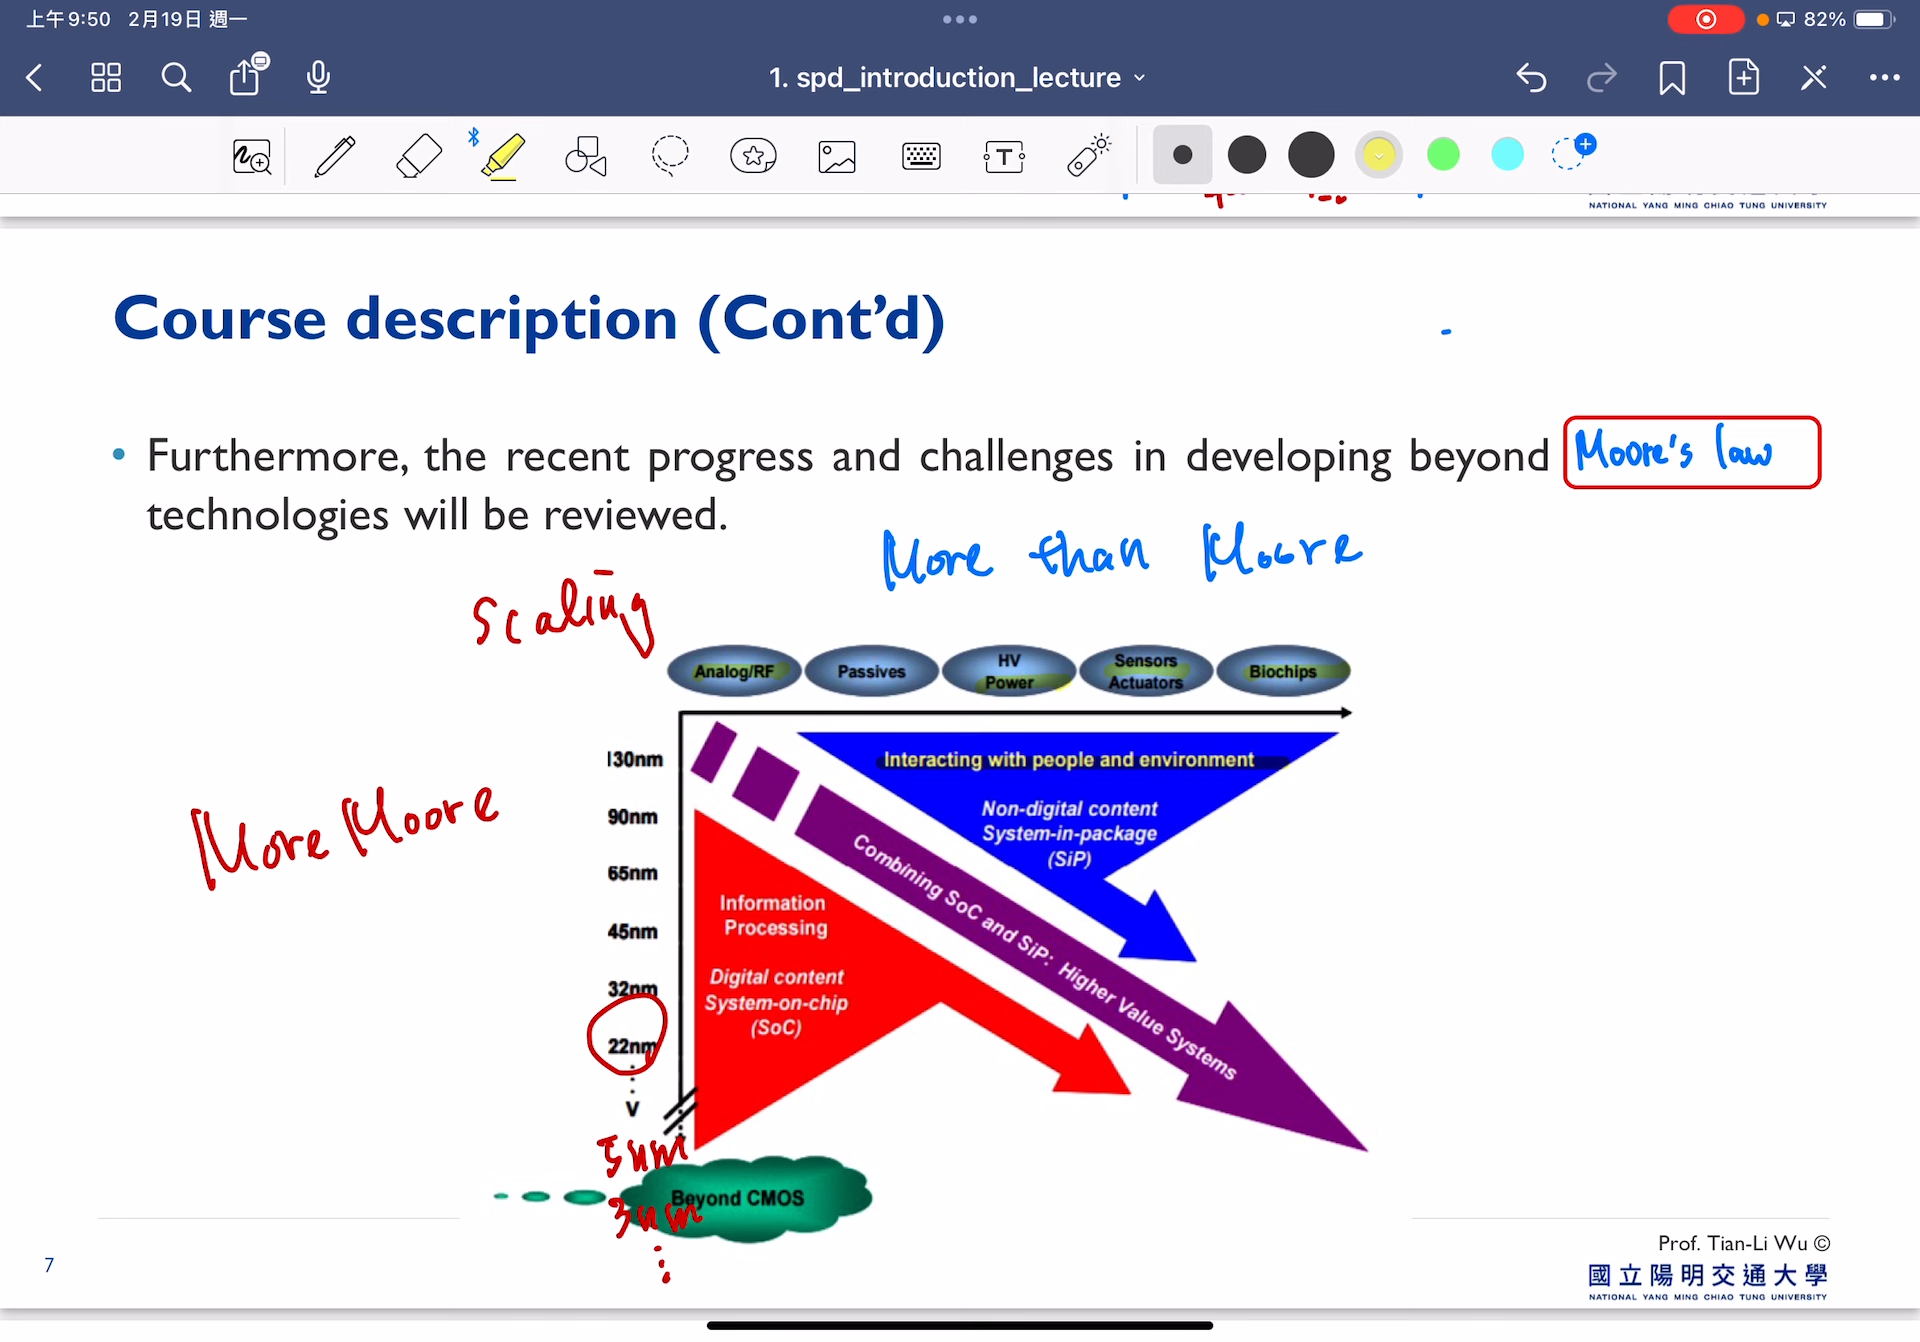 上午9:50 2月19日 週一
82%
1. spd_introduction_lecture
T
NATIONAL YANG MING CHIAO TUNG UNIVERSITY
Course description (Cont'd)
• Furthermore, the recent progress and challenges in developing beyond Moore's law
technologies will be reviewed.
More than Moore
Scaling
Analog/RF
Passives
HV
Power
Sensors
Actuators
Biochips
130nm
90nm
65nm
45nm
32nm
22nm
V
5nm
3nm
More Moore
Interacting with people and environment
Non-digital content
System-in-package
(SiP)
Combining SoC and SiP: Higher Value Systems
Information
Processing
Digital content
System-on-chip
(SoC)
Beyond CMOS
7
Prof. Tian-Li Wu ©
國立陽明交通大學
NATIONAL YANG MING CHIAO TUNG UNIVERSITY